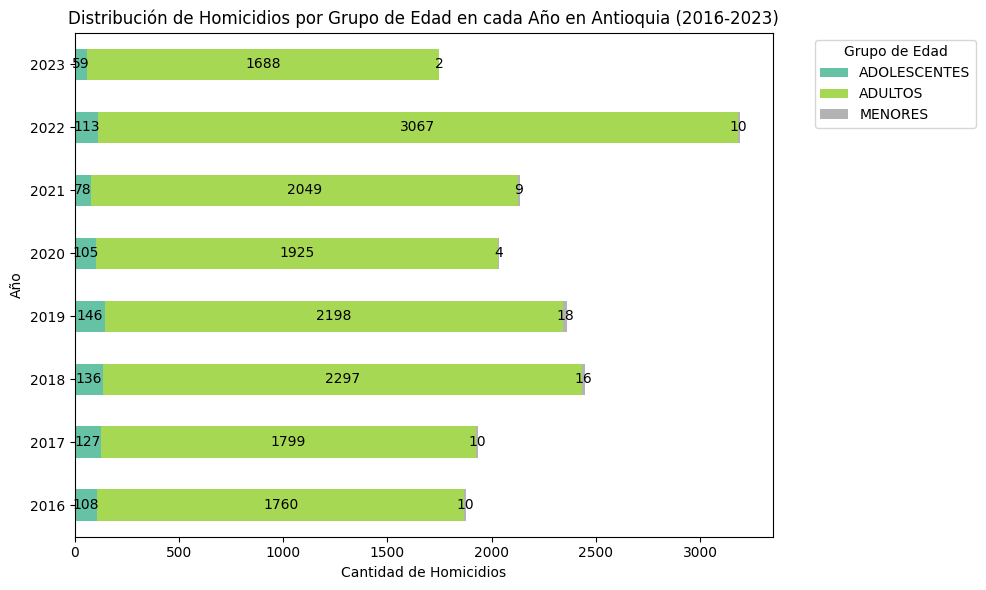 Distribución de Homicidios por Grupo de Edad en cada Año en Antioquia (2016-2023)
Grupo de Edad
ADOLESCENTES
ADULTOS
MENORES
Año
2023 59 1688 2
2022 113 3067 10
2021 78 2049 9
2020 105 1925 4
2019 146 2198 18
2018 136 2297 16
2017 127 1799 10
2016 108 1760 10
0 500 1000 1500 2000 2500 3000
Cantidad de Homicidios